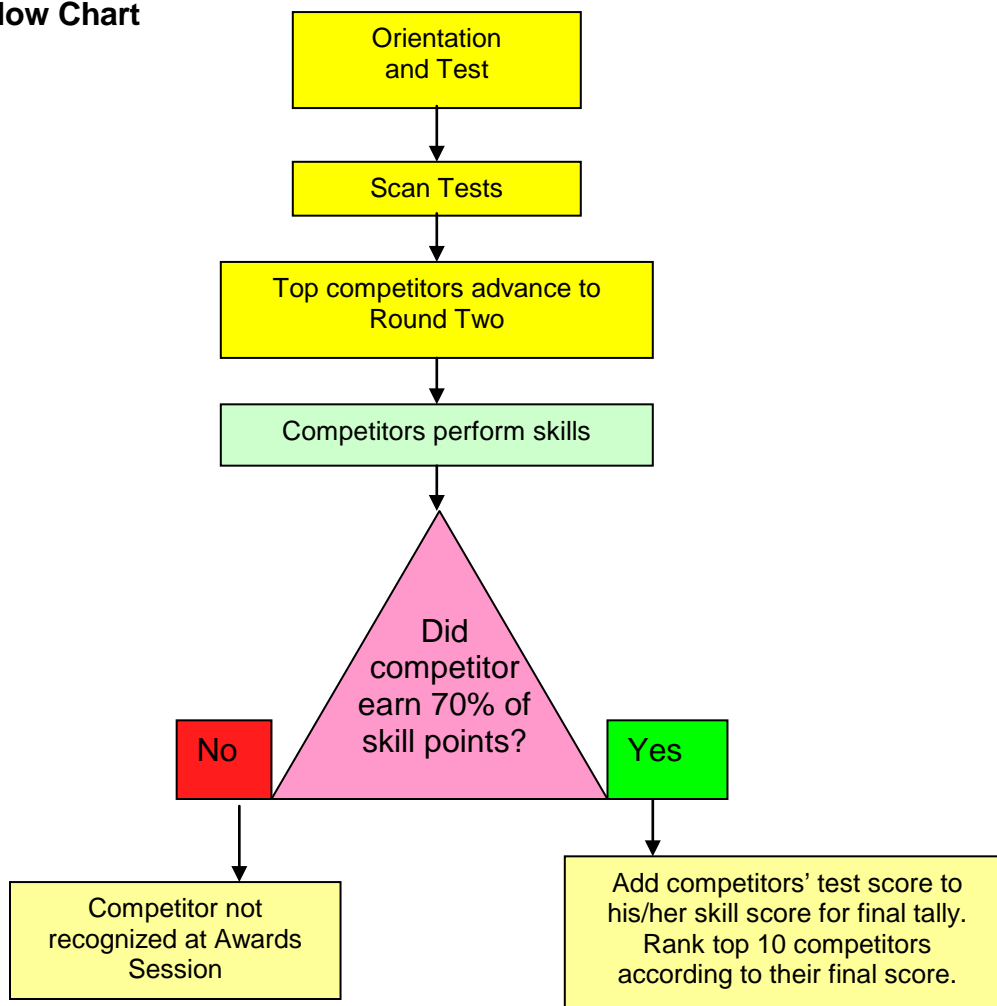 low Chart
Orientation
and Test
Scan Tests
Top competitors advance to
Round Two
Competitors perform skills
Did
competitor
earn 70% of
skill points?
No
Yes
Competitor not
recognized at Awards
Session
Add competitors’ test score to
his/her skill score for final tally.
Rank top 10 competitors
according to their final score.